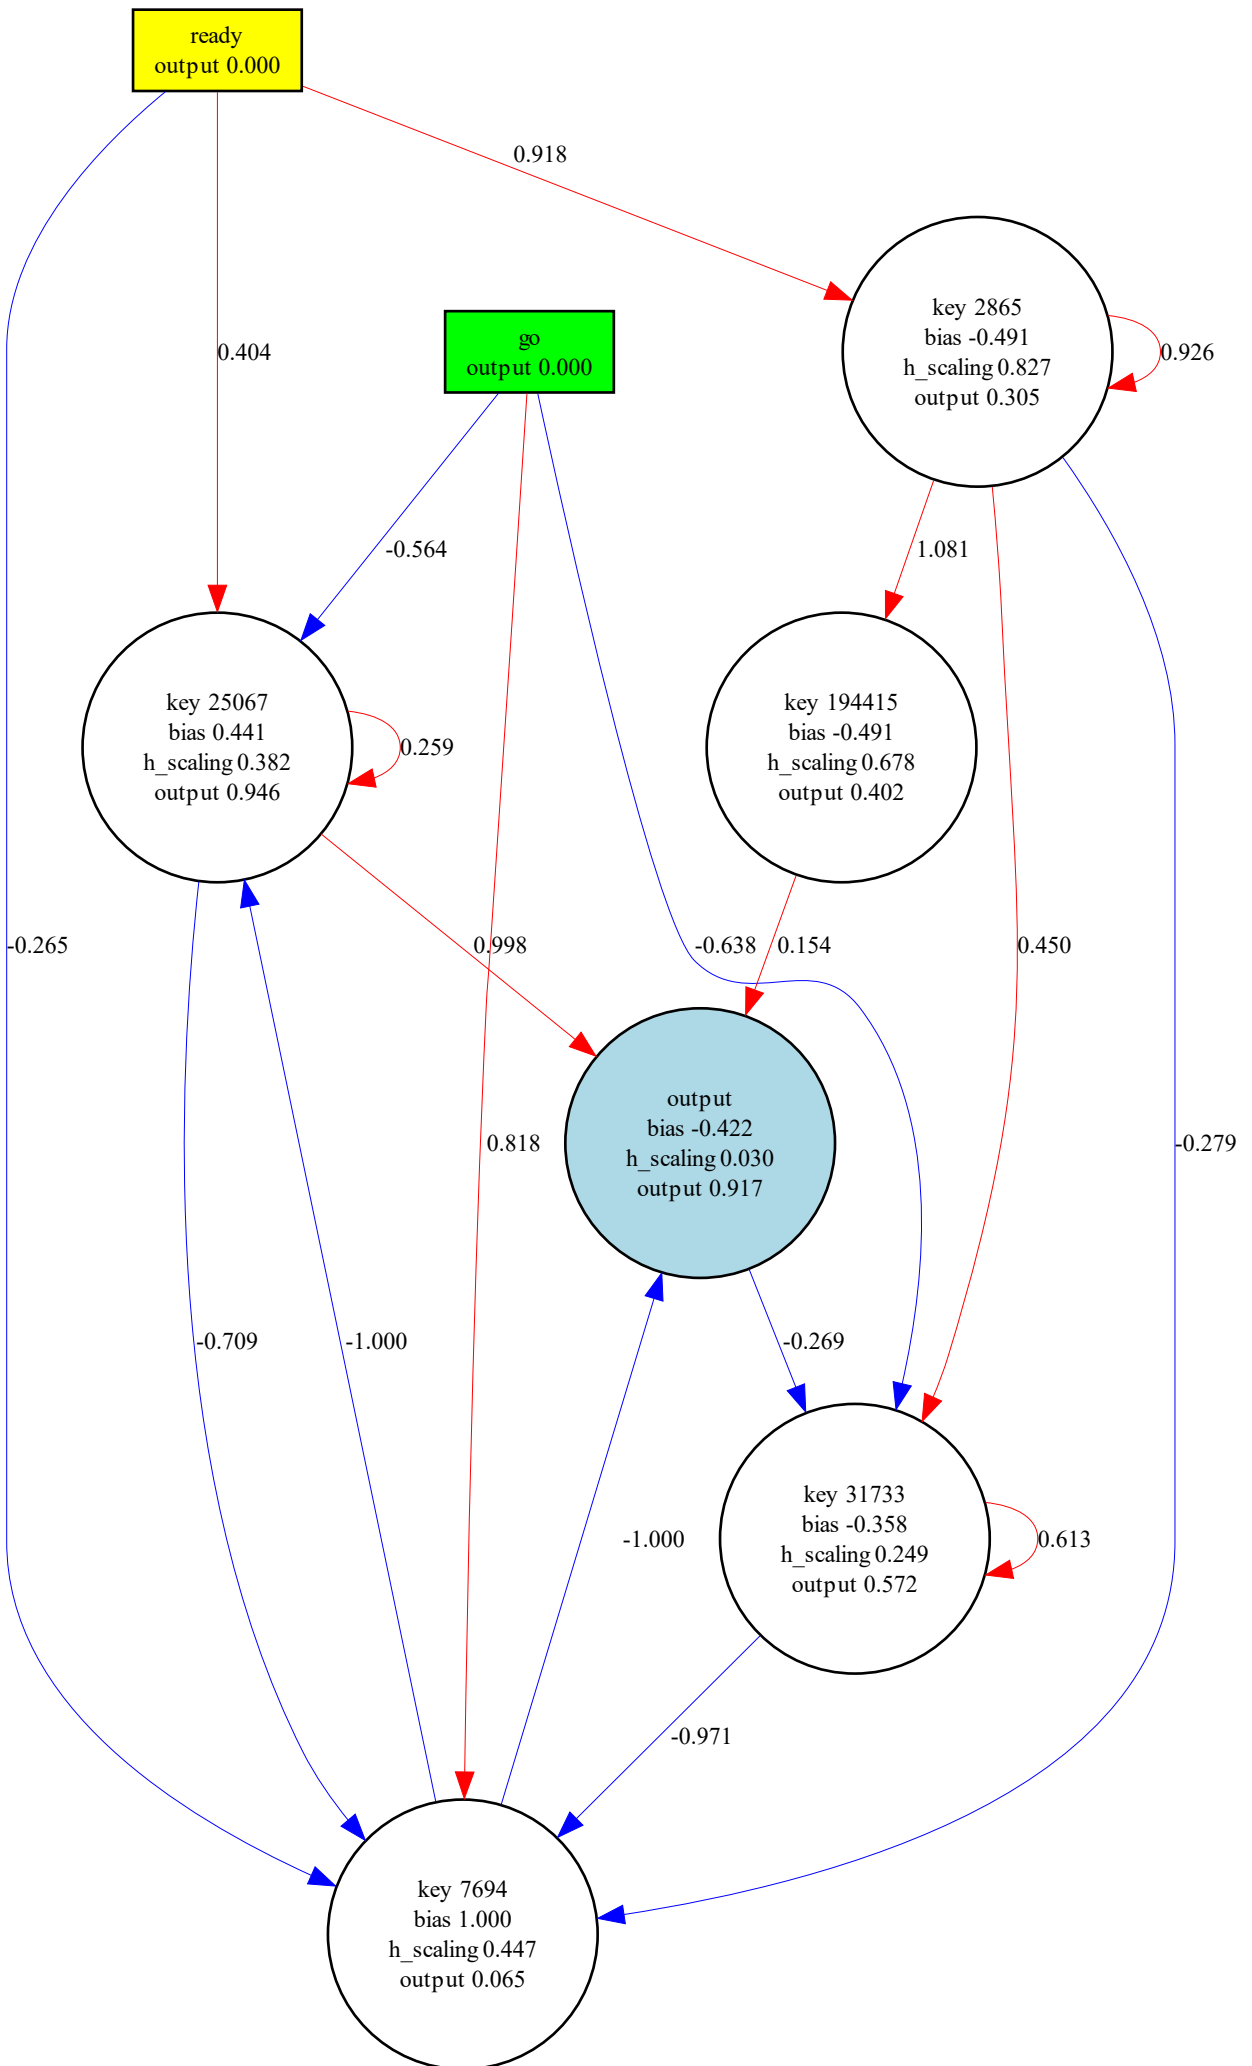 ready
output 0.000
0.918
key 2865
bias -0.491
h_scaling 0.827
output 0.305
0.926
go
output 0.000
0.404
-0.564
1.081
key 25067
bias 0.441
h_scaling 0.382
output 0.946
0.259
key 194415
bias -0.491
h_scaling 0.678
output 0.402
-0.265
0.998
-0.638
0.154
0.450
output
bias -0.422
h_scaling 0.030
output 0.917
0.818
-0.279
-0.709
-1.000
-0.269
-1.000
key 31733
bias -0.358
h_scaling 0.249
output 0.572
0.613
-0.971
key 7694
bias 1.000
h_scaling 0.447
output 0.065